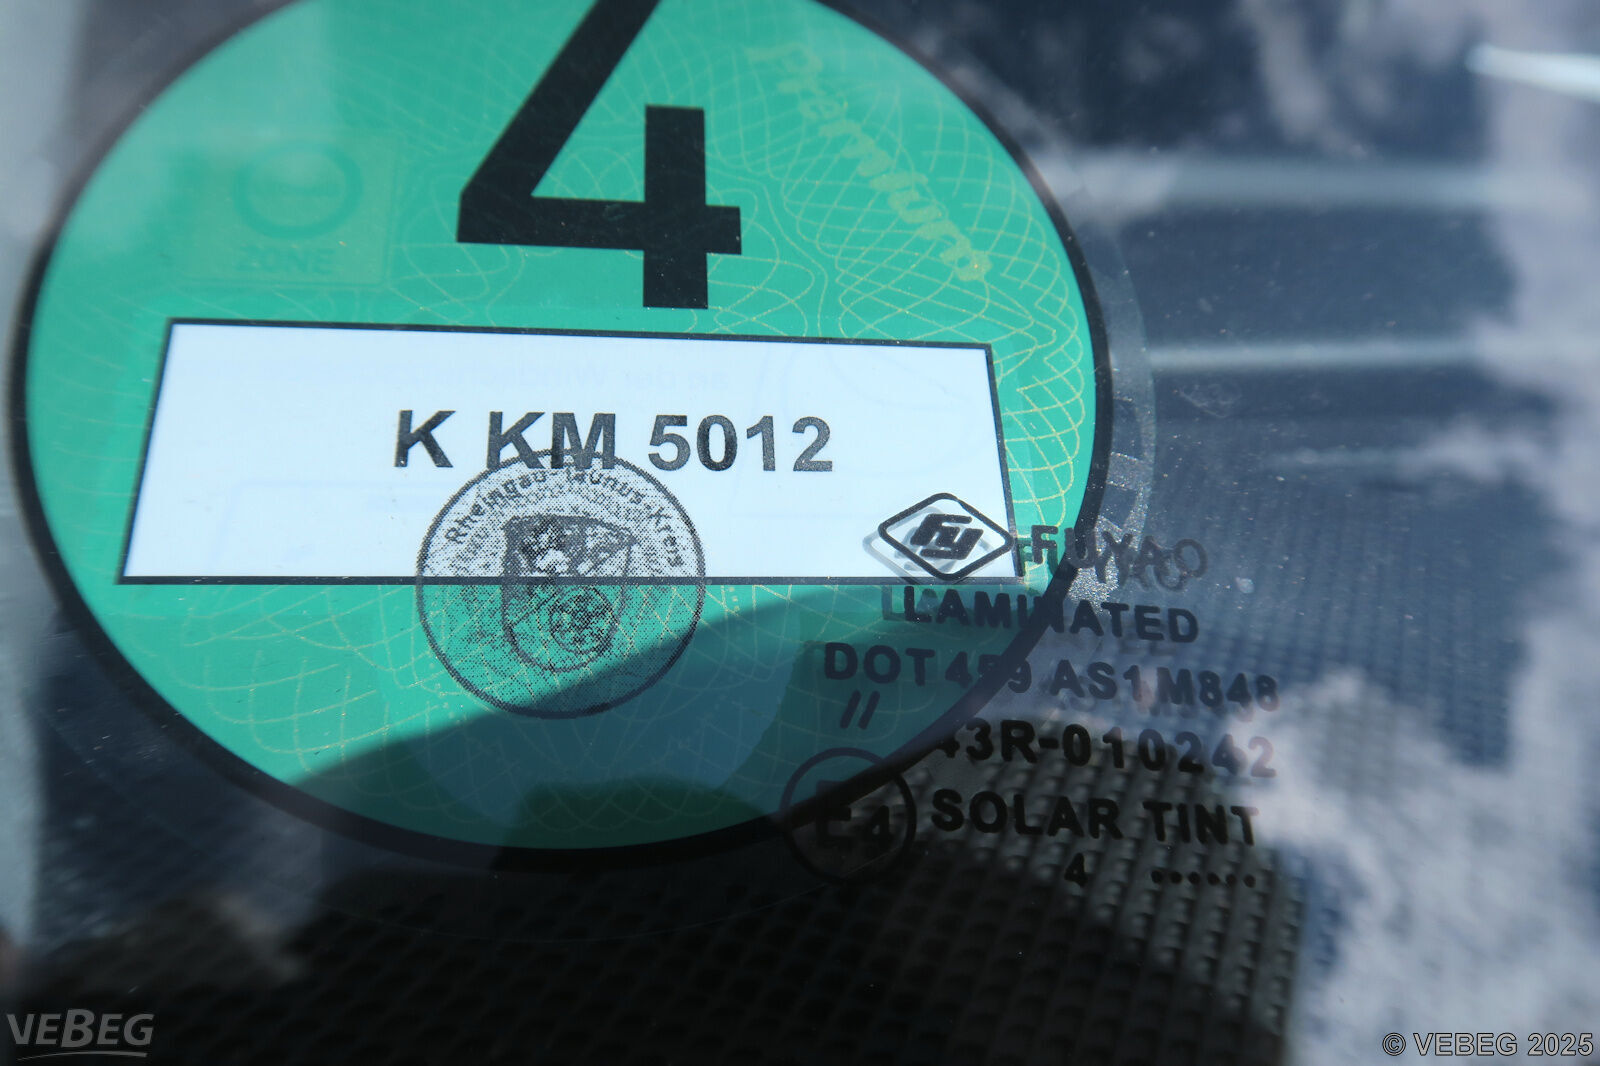 4
Premium
ZONE
K KM 5012
Rheingau-Taunus-Kreis
FY FUYAO
LAMINATED
DOT 459 AS1 M848
//
43R-010242
E4 SOLAR TINT
4 ······
VEBEG
© VEBEG 2025